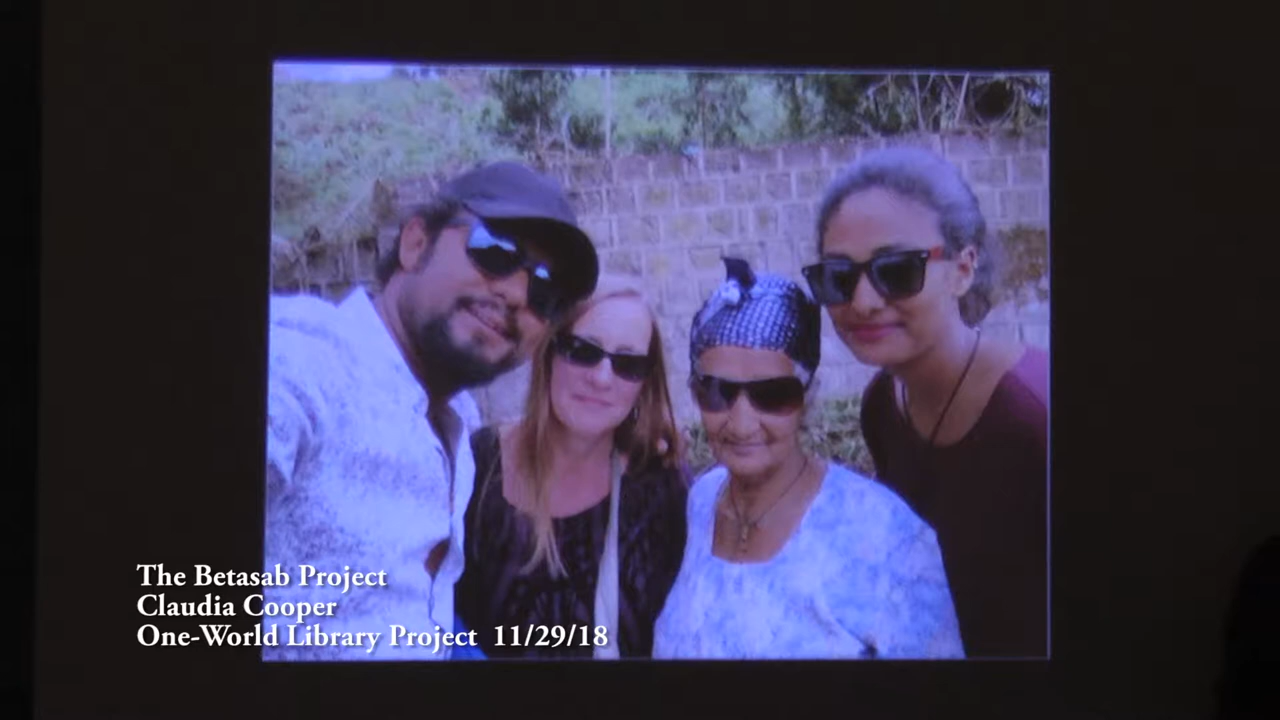 The Betasab Project
Claudia Cooper
One-World Library Project 11/29/18